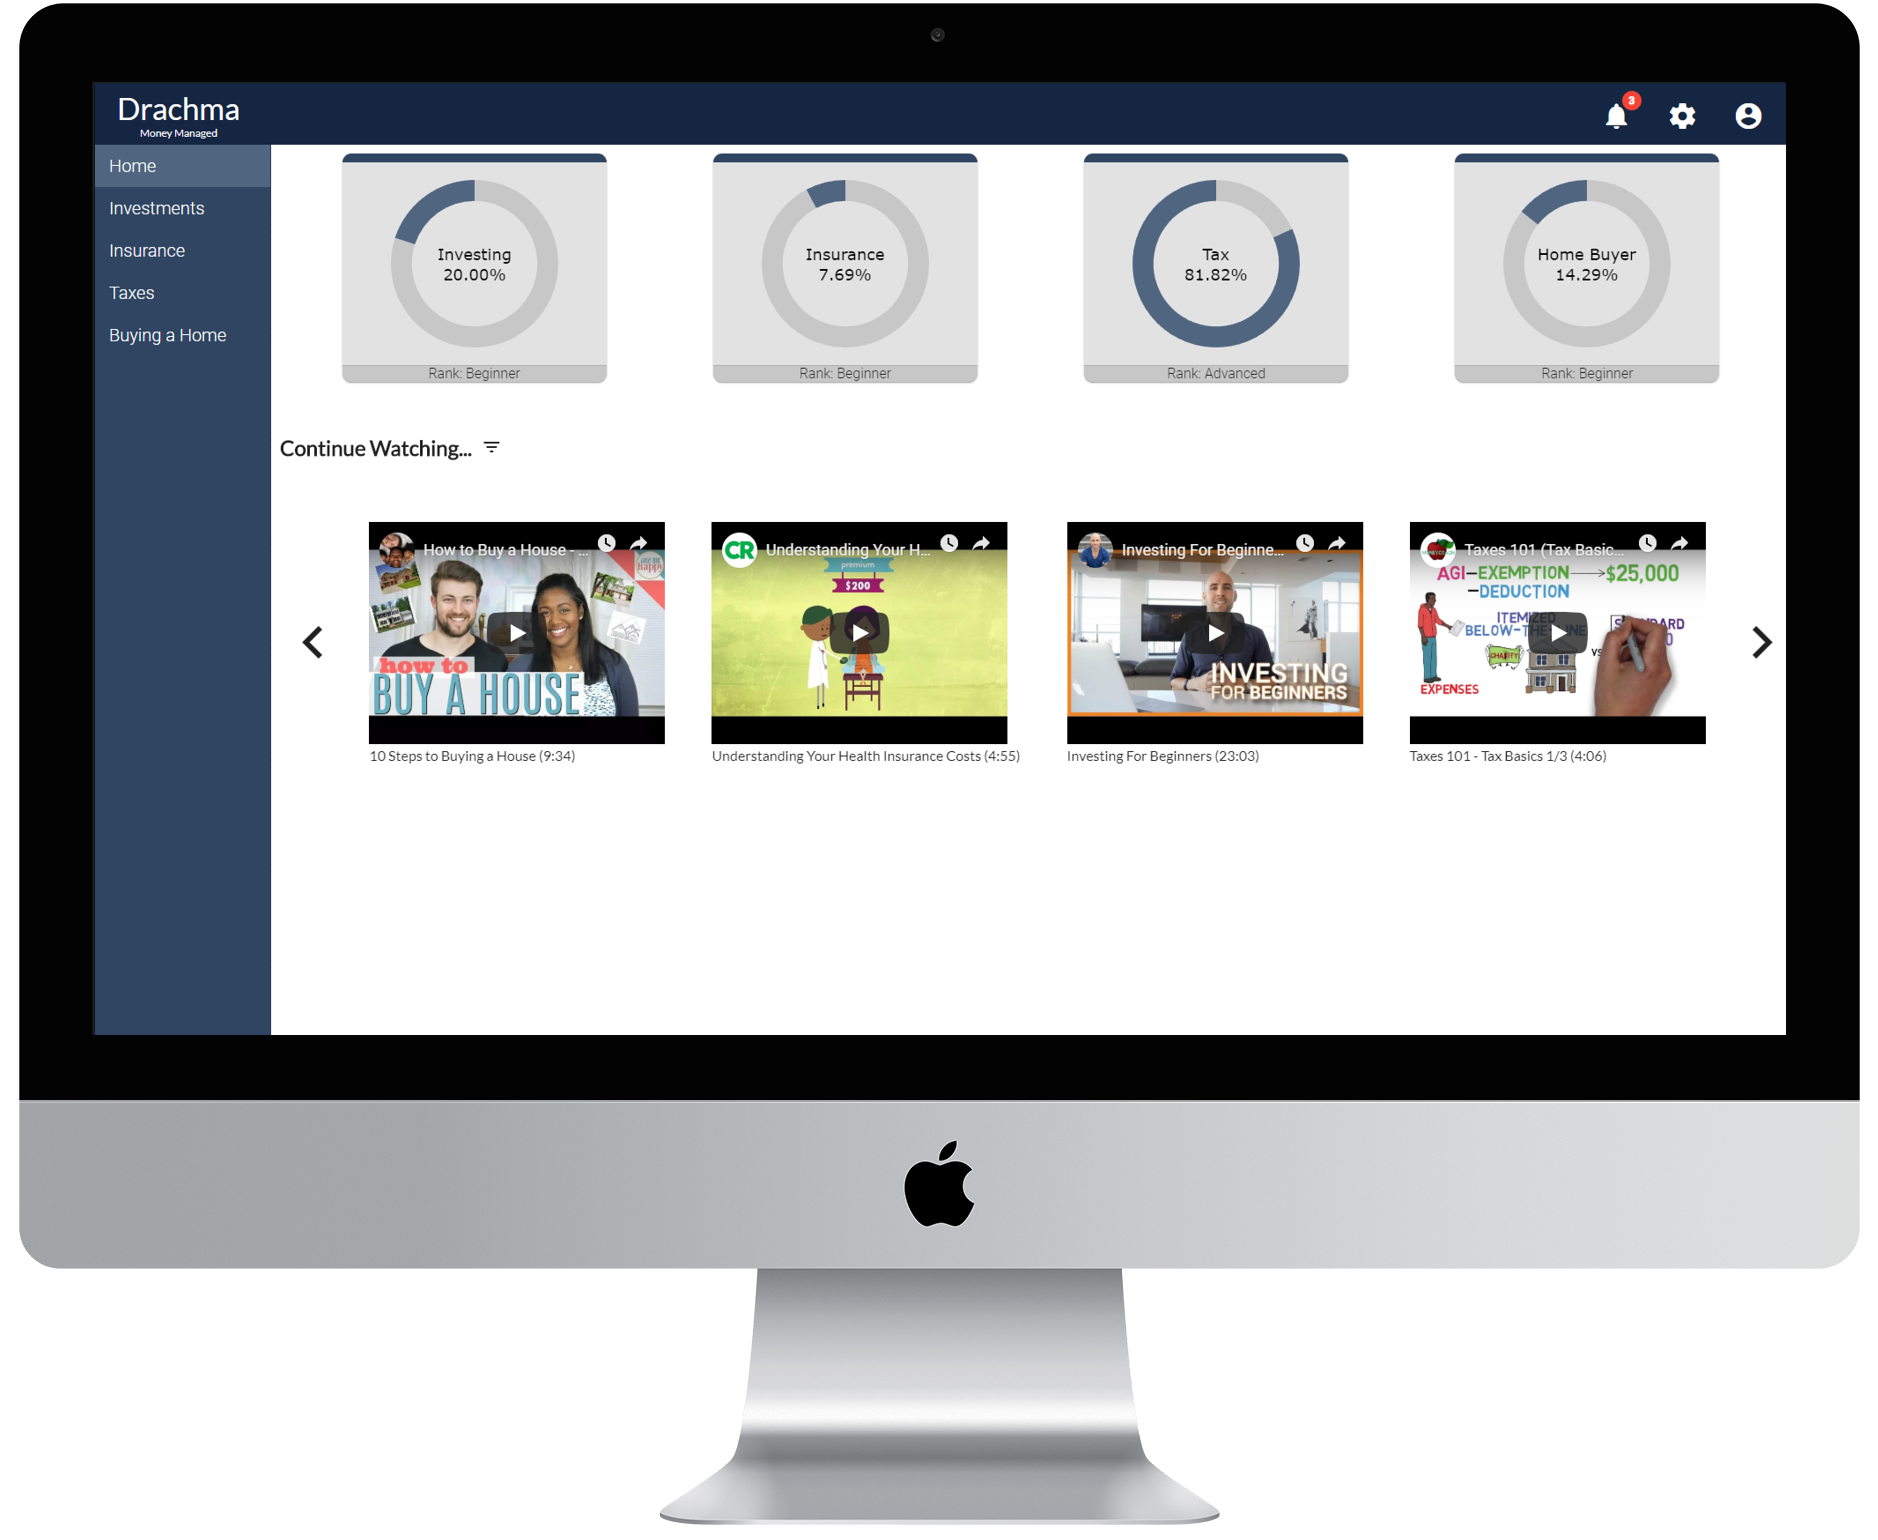 Drachma
Money Managed
3
Home
Investments
Insurance
Taxes
Buying a Home
Investing
20.00%
Rank: Beginner
Insurance
7.69%
Rank: Beginner
Tax
81.82%
Rank: Advanced
Home Buyer
14.29%
Rank: Beginner
Continue Watching...
How to Buy a House - ...
how to
BUY A HOUSE
10 Steps to Buying a House (9:34)
CR
Understanding Your H...
premium
$200
Understanding Your Health Insurance Costs (4:55)
Investing For Beginne...
INVESTING
FOR BEGINNERS
Investing For Beginners (23:03)
Taxes 101 (Tax Basic...
AGI-EXEMPTION→$25,000
-DEDUCTION
ITEMIZED
BELOW-THE-LINE
CHARITY
VS
EXPENSES
Taxes 101 - Tax Basics 1/3 (4:06)